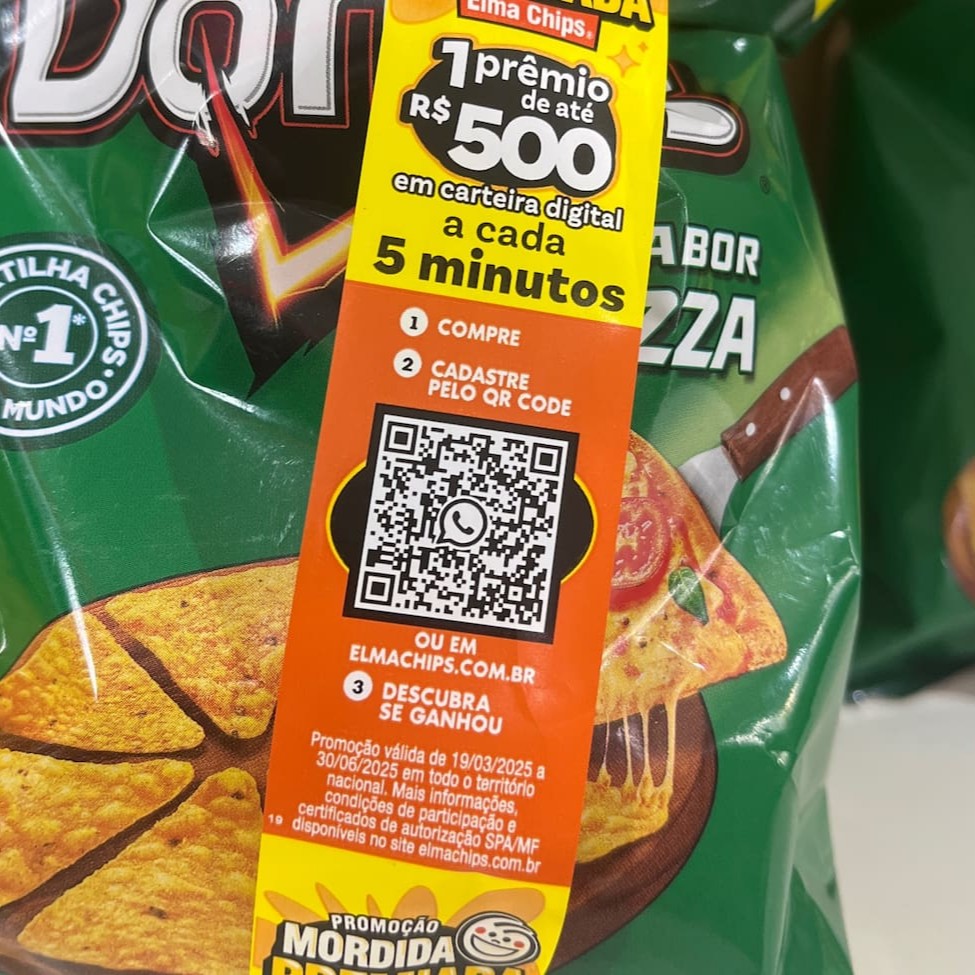 Elma Chips
1 prêmio
de até
R$ 500
em carteira digital
a cada
5 minutos
1 COMPRE
2 CADASTRE
PELO QR CODE
OU EM
ELMACHIPS.COM.BR
3 DESCUBRA
SE GANHOU
Promoção válida de 19/03/2025 a
30/06/2025 em todo o território
nacional. Mais informações,
condições de participação e
certificados de autorização SPA/MF
disponíveis no site elmachips.com.br
19
PROMOÇÃO
MORDIDA
CHIPS
Nº1*
MUNDO